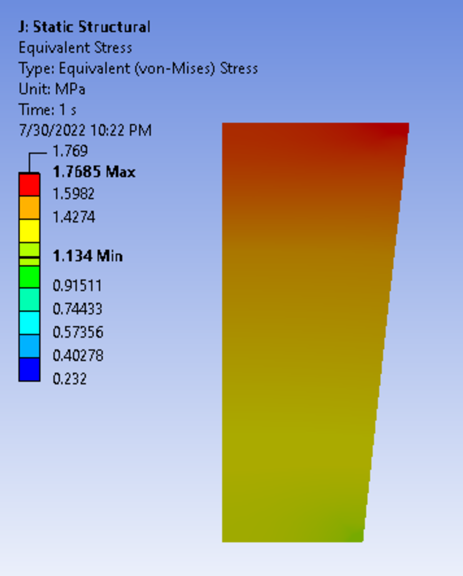 J: Static Structural
Equivalent Stress
Type: Equivalent (von-Mises) Stress
Unit: MPa
Time: 1 s
7/30/2022 10:22 PM
1.769
1.7685 Max
1.5982
1.4274
1.134 Min
0.91511
0.74433
0.57356
0.40278
0.232